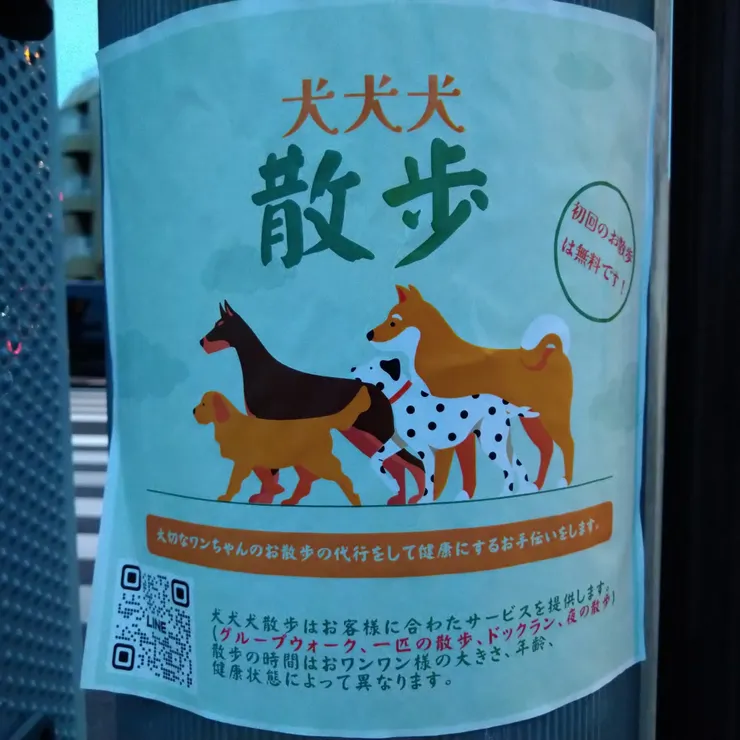 犬犬犬
散歩
初回のお散歩
は無料です!
大切なワンちゃんのお散歩の代行をして健康にするお手伝いをします。
LINE
犬犬犬散歩はお客様に合わたサービスを提供します。
(グループウォーク、一匹の散歩、ドックラン、夜の散歩)
散歩の時間はおワンワン様の大きさ、年齢、
健康状態によって異なります。